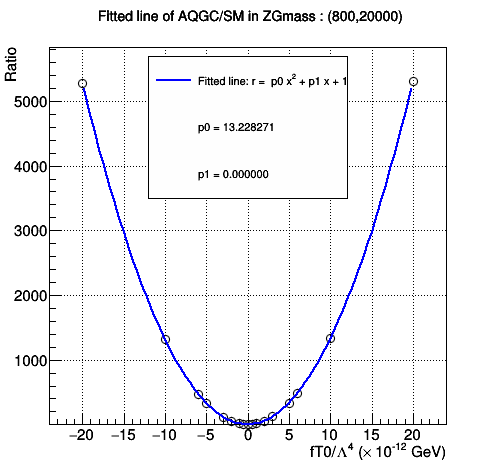 FItted line of AQGC/SM in ZGmass : (800,20000)
Ratio
Fitted line: r = p0 x² + p1 x + 1
p0 = 13.228271
p1 = 0.000000
5000
4000
3000
2000
1000
−20 −15 −10 −5 0 5 10 15 20
fT0/Λ⁴ (× 10⁻¹² GeV)